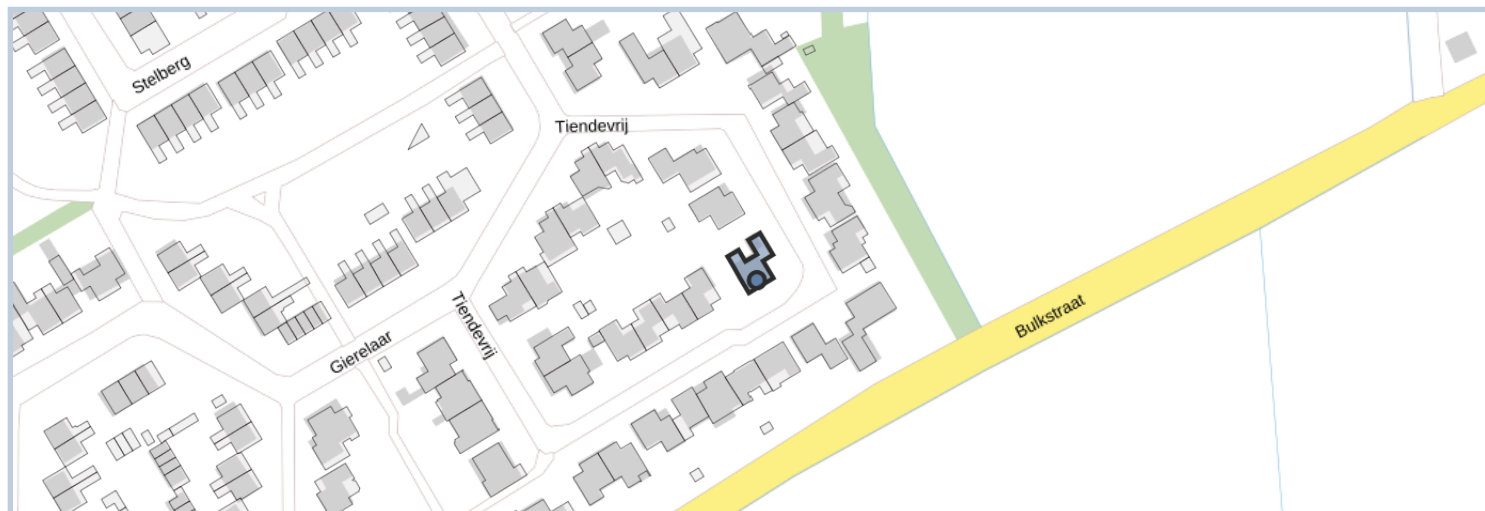 Stelberg
Tiendevrij
Tiendevrij
Gierelaar
Bulkstraat